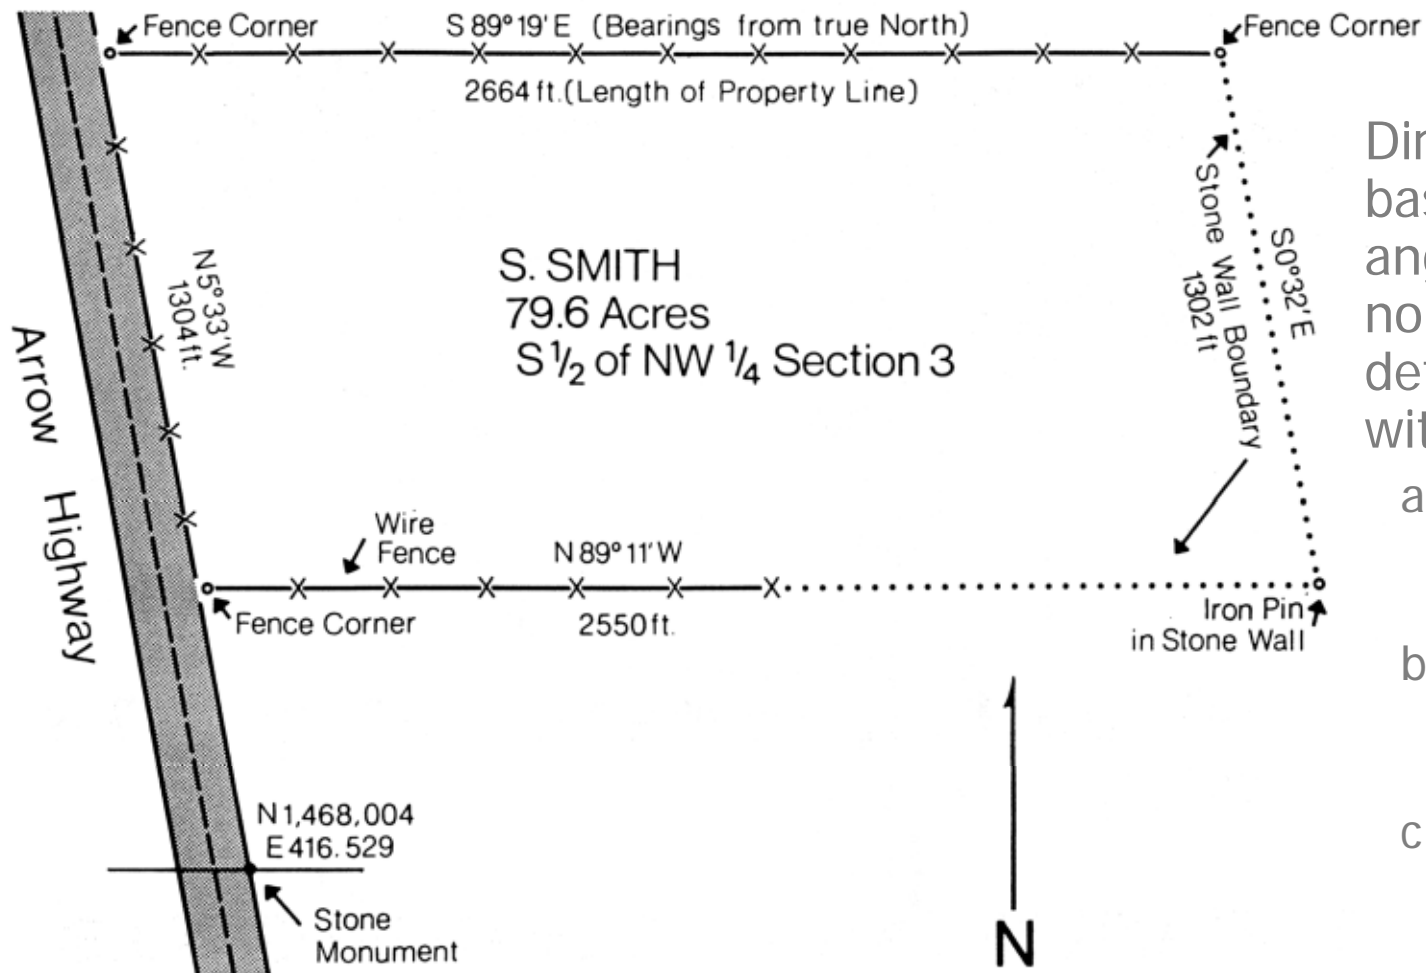 Fence Corner
S 89° 19' E (Bearings from true North)
Fence Corner
2664 ft. (Length of Property Line)
N 5° 33' W
1304 ft.
S. SMITH
79.6 Acres
S ½ of NW ¼ Section 3
Stone Wall Boundary
1302 ft
S 0° 32' E
Arrow Highway
Wire
Fence
N 89° 11' W
Fence Corner
2550 ft.
Iron Pin
in Stone Wall
N 1,468,004
E 416.529
Stone
Monument
N
a
b
c